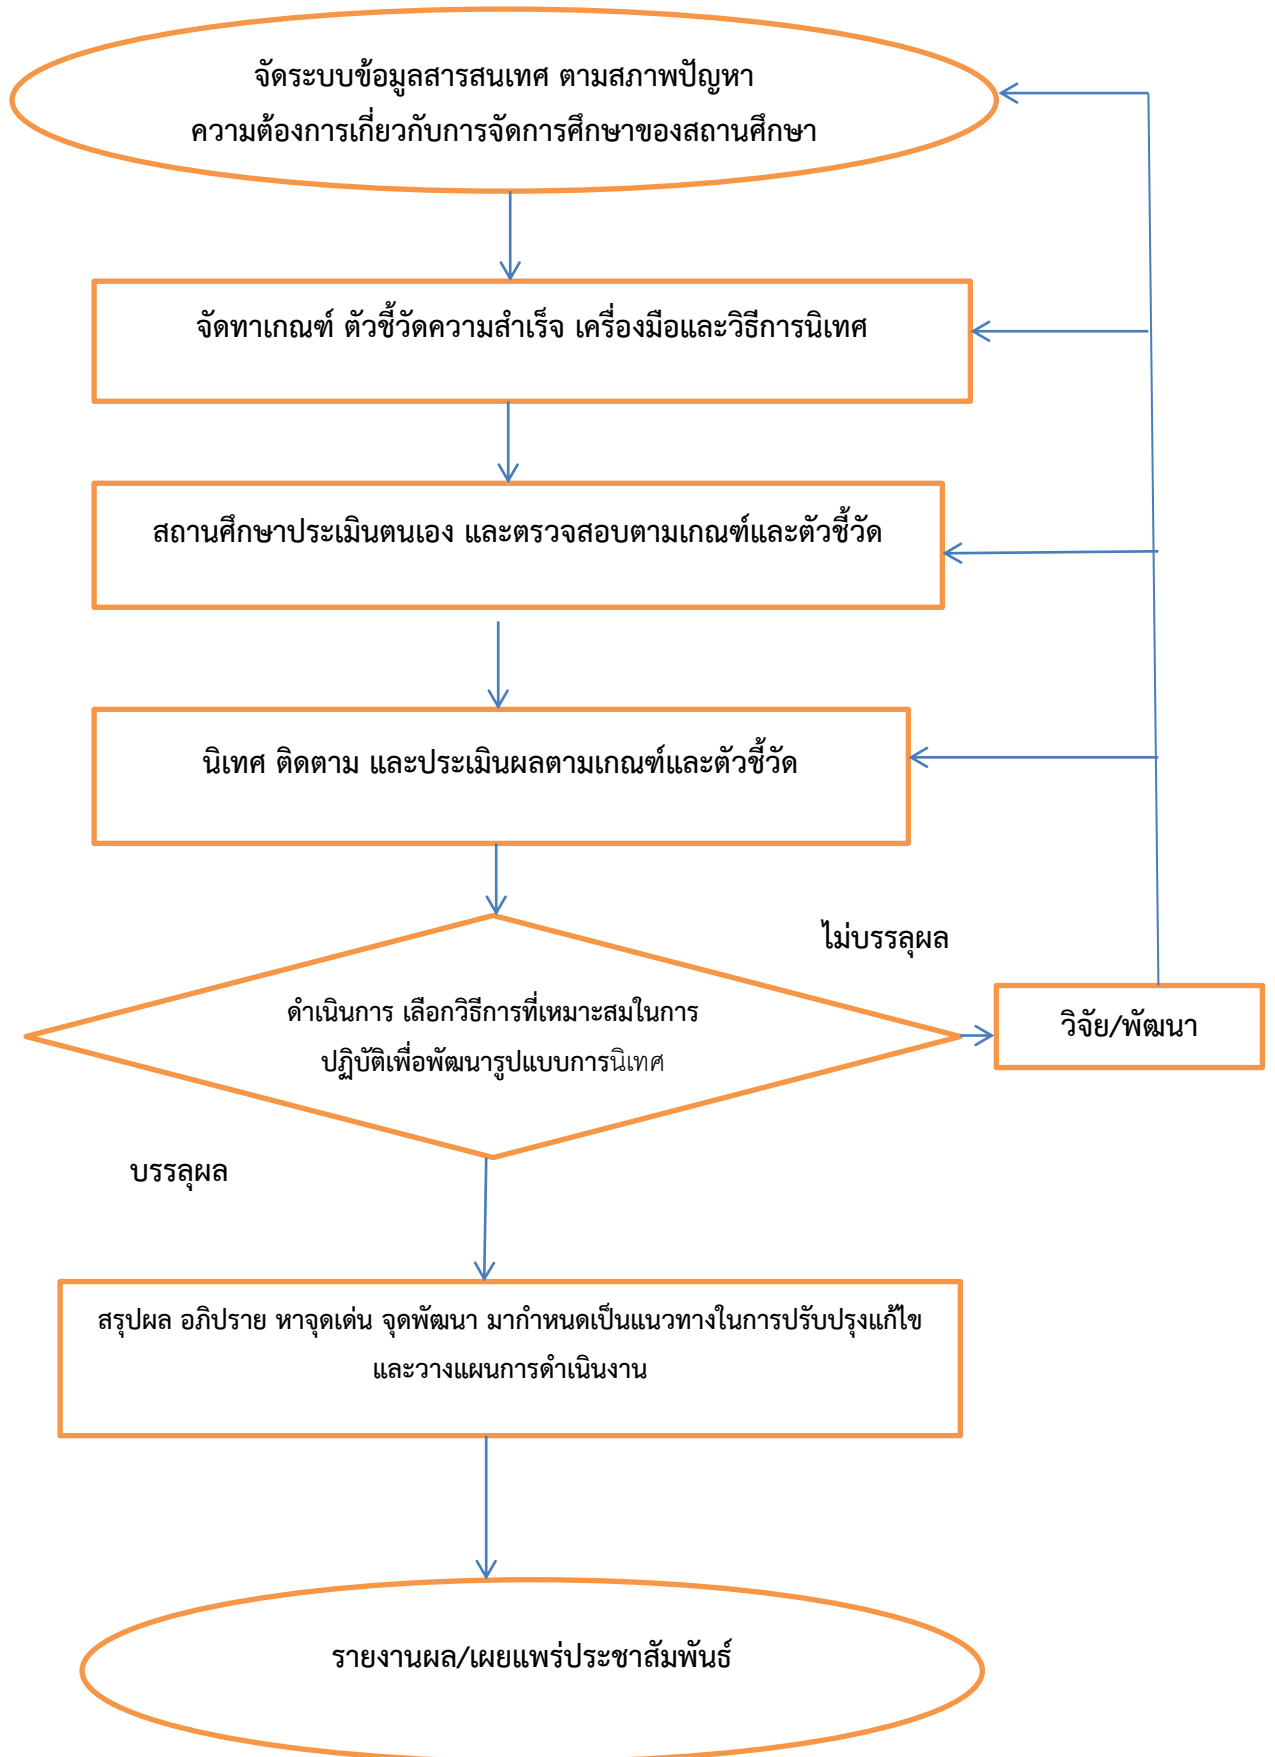 จัดระบบข้อมูลสารสนเทศ ตามสภาพปัญหา
ความต้องการเกี่ยวกับการจัดการศึกษาของสถานศึกษา
จัดทาเกณฑ์ ตัวชี้วัดความสำเร็จ เครื่องมือและวิธีการนิเทศ
สถานศึกษาประเมินตนเอง และตรวจสอบตามเกณฑ์และตัวชี้วัด
นิเทศ ติดตาม และประเมินผลตามเกณฑ์และตัวชี้วัด
ไม่บรรลุผล
ดำเนินการ เลือกวิธีการที่เหมาะสมในการ
ปฏิบัติเพื่อพัฒนารูปแบบการนิเทศ
วิจัย/พัฒนา
บรรลุผล
สรุปผล อภิปราย หาจุดเด่น จุดพัฒนา มากำหนดเป็นแนวทางในการปรับปรุงแก้ไข
และวางแผนการดำเนินงาน
รายงานผล/เผยแพร่ประชาสัมพันธ์